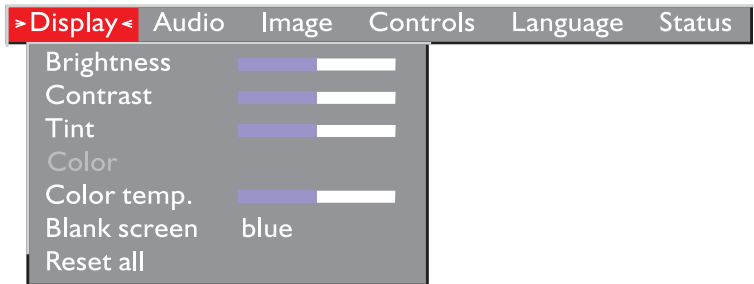 >Display< Audio Image Controls Language Status
Brightness
Contrast
Tint
Color
Color temp.
Blank screen blue
Reset all